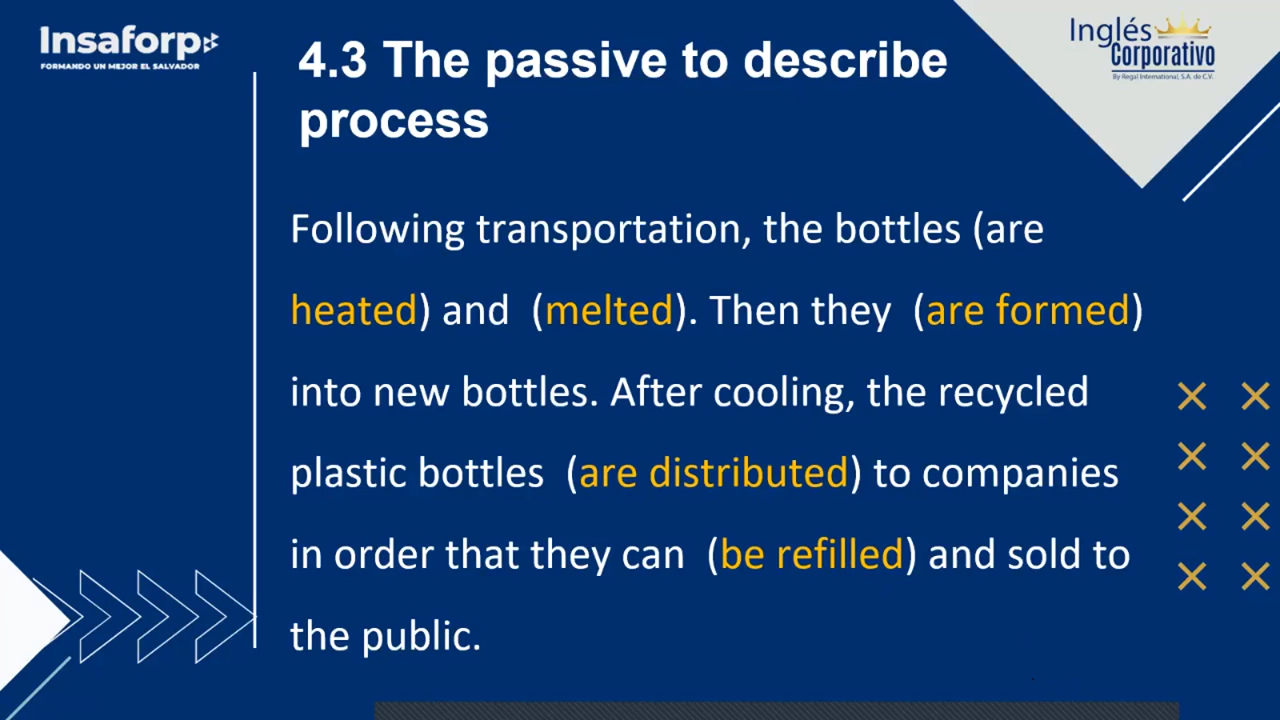 Insaforp
FORMANDO UN MEJOR EL SALVADOR
4.3 The passive to describe
process
Inglés
Corporativo
By Regal International, S.A. de C.V.
Following transportation, the bottles (are
heated) and (melted). Then they (are formed)
into new bottles. After cooling, the recycled
plastic bottles (are distributed) to companies
in order that they can (be refilled) and sold to
the public.